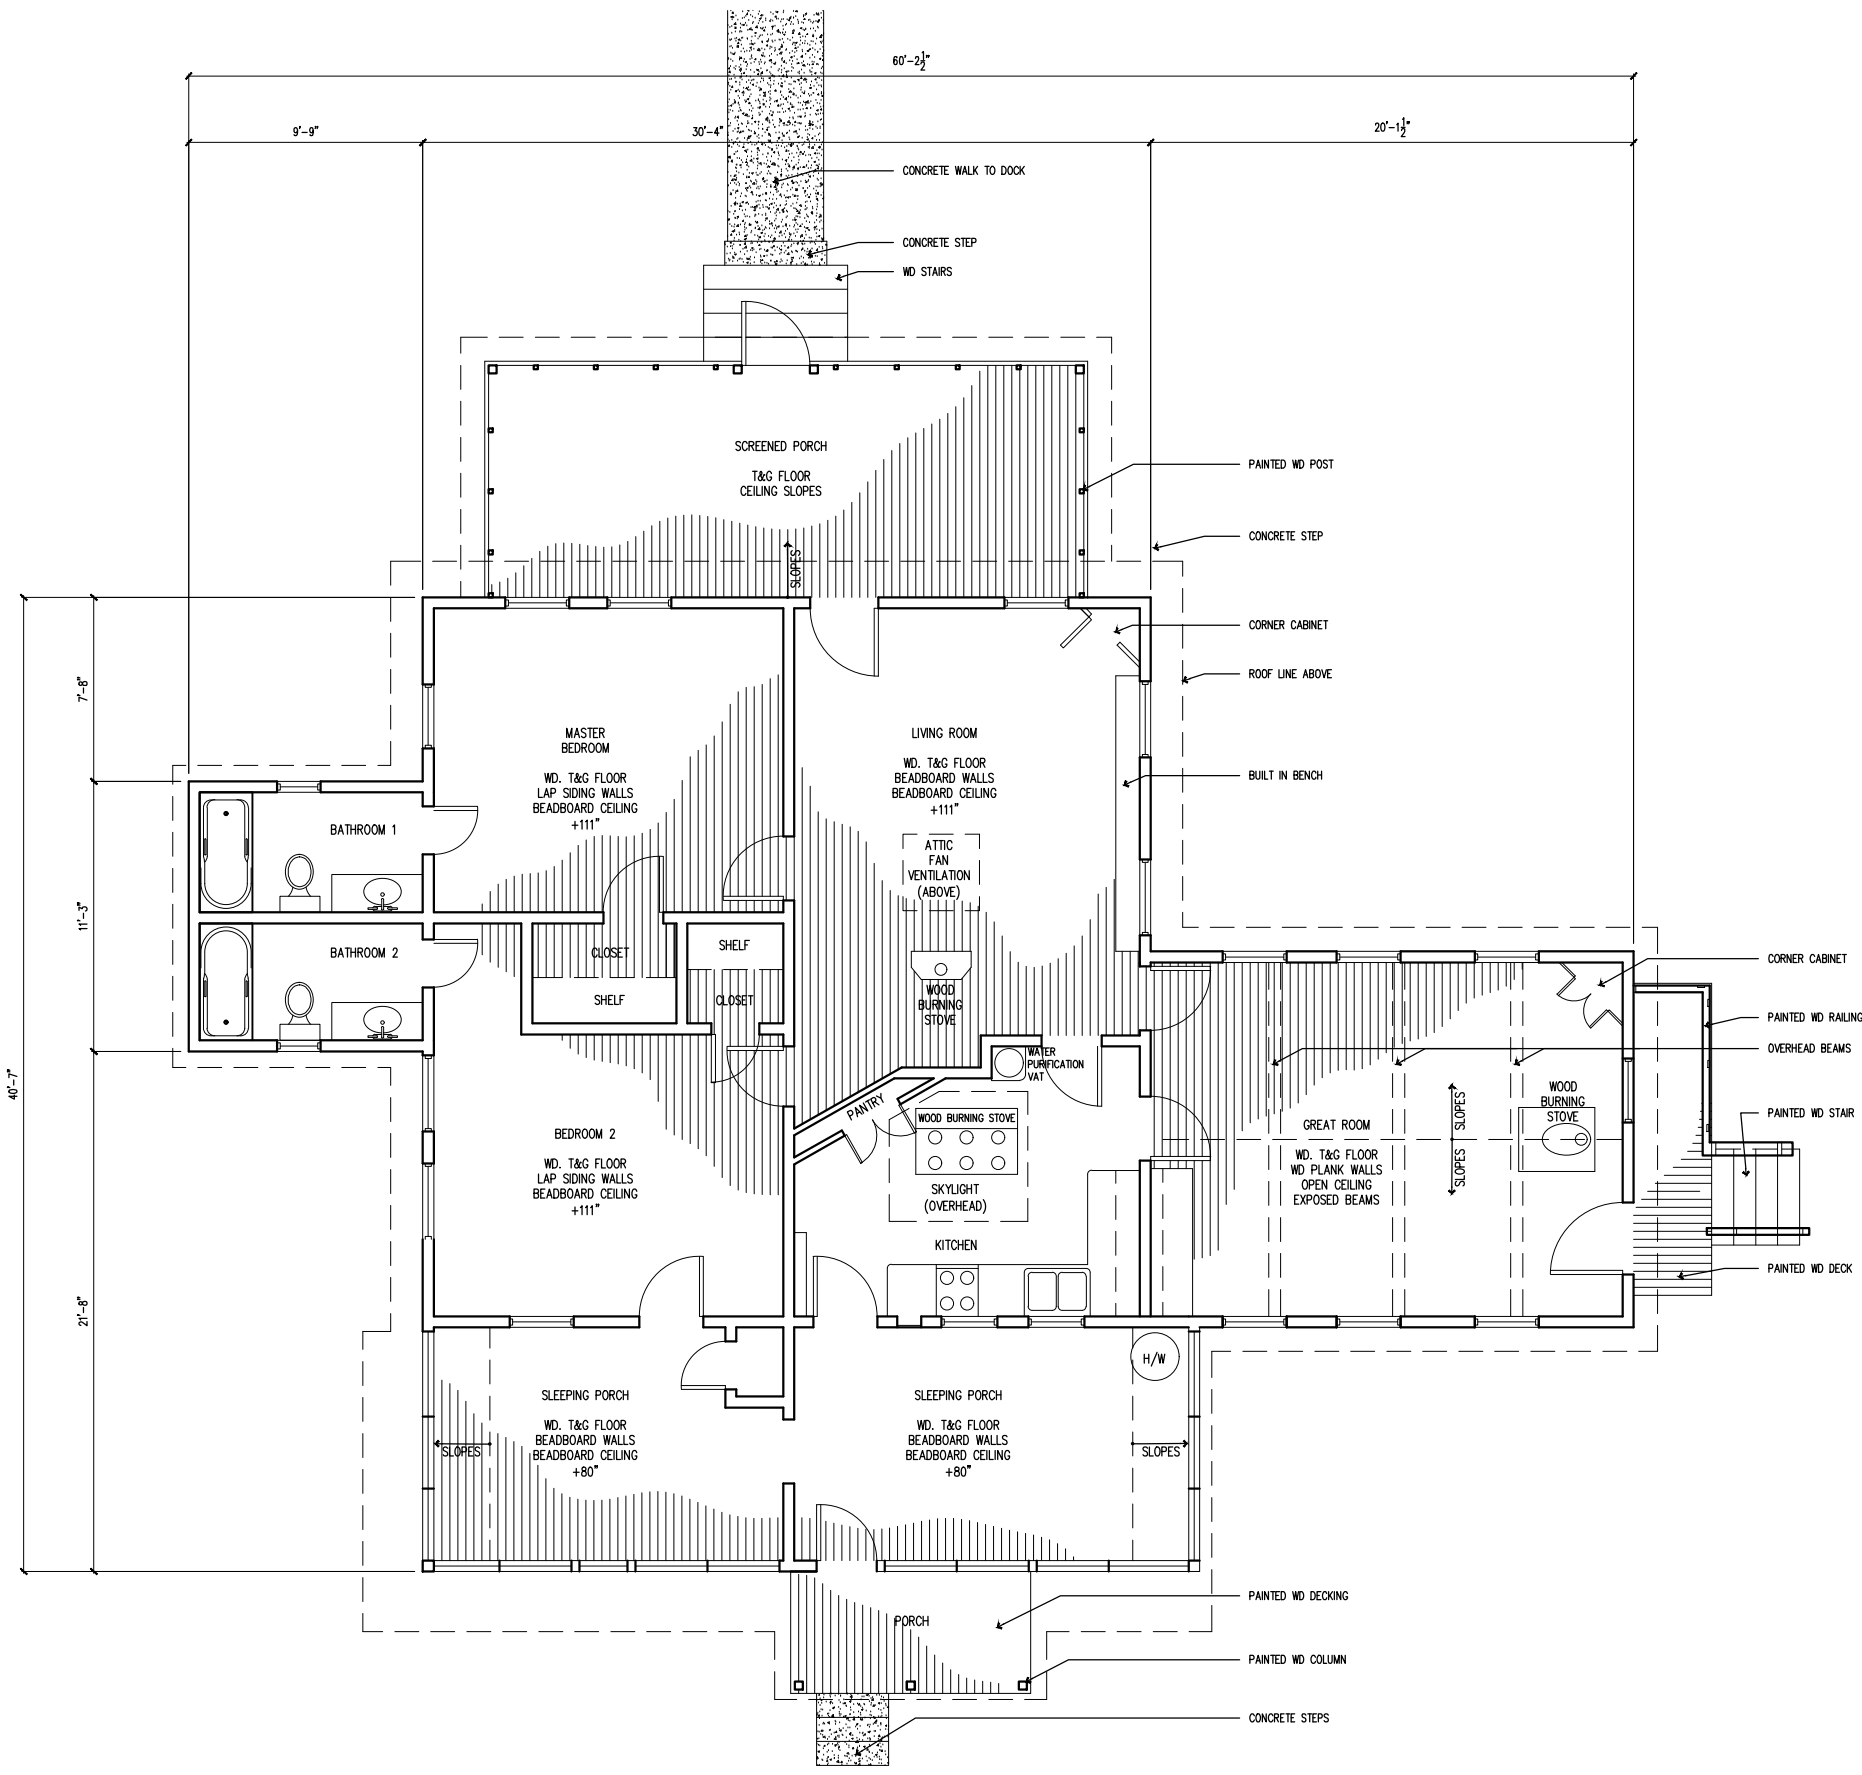 60'-2½"
9'-9"
30'-4"
20'-1½"
CONCRETE WALK TO DOCK
CONCRETE STEP
WD STAIRS
SCREENED PORCH
T&G FLOOR
CEILING SLOPES
SLOPES
PAINTED WD POST
CONCRETE STEP
CORNER CABINET
ROOF LINE ABOVE
BUILT IN BENCH
7'-8"
11'-3"
21'-8"
40'-7"
MASTER
BEDROOM
WD. T&G FLOOR
LAP SIDING WALLS
BEADBOARD CEILING
+111"
LIVING ROOM
WD. T&G FLOOR
BEADBOARD WALLS
BEADBOARD CEILING
+111"
ATTIC
FAN
VENTILATION
(ABOVE)
BATHROOM 1
BATHROOM 2
CLOSET
SHELF
SHELF
CLOSET
WOOD
BURNING
STOVE
WATER
PURIFICATION
VAT
PANTRY
WOOD BURNING STOVE
SKYLIGHT
(OVERHEAD)
KITCHEN
BEDROOM 2
WD. T&G FLOOR
LAP SIDING WALLS
BEADBOARD CEILING
+111"
GREAT ROOM
WD. T&G FLOOR
WD PLANK WALLS
OPEN CEILING
EXPOSED BEAMS
SLOPES
SLOPES
WOOD
BURNING
STOVE
CORNER CABINET
PAINTED WD RAILING
OVERHEAD BEAMS
PAINTED WD STAIR
PAINTED WD DECK
SLEEPING PORCH
WD. T&G FLOOR
BEADBOARD WALLS
BEADBOARD CEILING
+80"
SLOPES
SLEEPING PORCH
WD. T&G FLOOR
BEADBOARD WALLS
BEADBOARD CEILING
+80"
H/W
SLOPES
PORCH
PAINTED WD DECKING
PAINTED WD COLUMN
CONCRETE STEPS